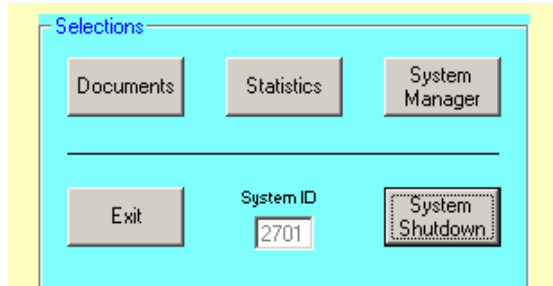 Selections
Documents
Statistics
System
Manager
Exit
System ID
2701
System
Shutdown